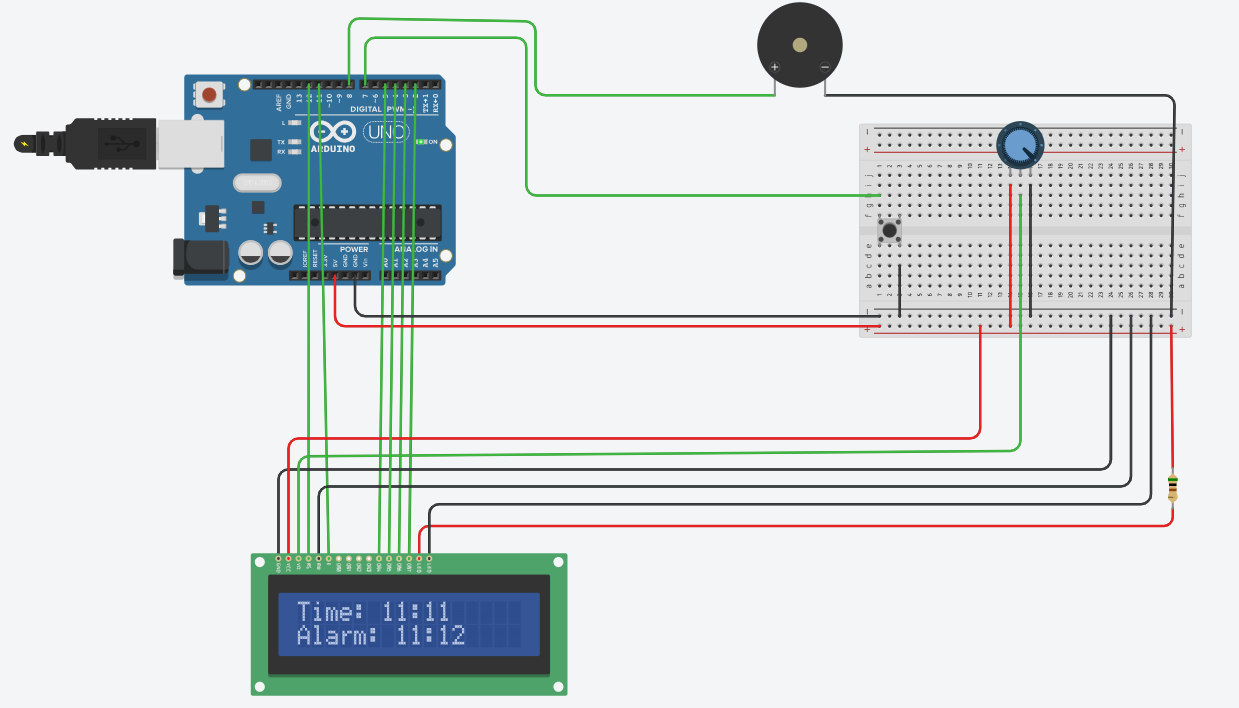 AREF
GND
13
12
~11
~10
~9
8
7
~6
~5
4
~3
2
TX→1
RX←0
DIGITAL PWM ~
L
TX
RX
UNO
ARDUINO
ON
POWER
ANALOG IN
IOREF
RESET
3.3V
5V
GND
GND
Vin
A0
A1
A2
A3
A4
A5
+ −
− −
+ +
j j
i i
h h
g g
f f
e e
d d
c c
b b
a a
− −
+ +
Time: 11:11
Alarm: 11:12